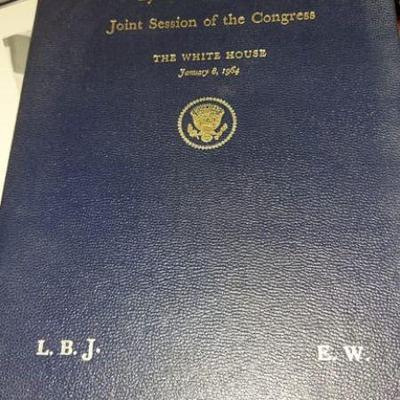 Joint Session of the Congress
THE WHITE HOUSE
January 8, 1964
L. B. J. E. W.